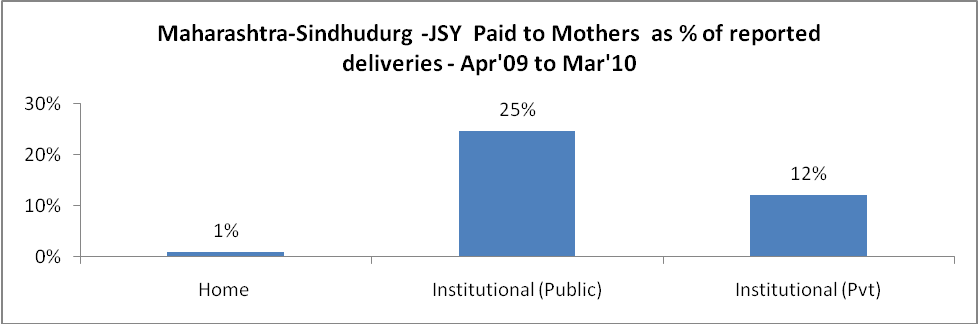 Maharashtra-Sindhudurg -JSY Paid to Mothers as % of reported
deliveries - Apr'09 to Mar'10
30%
20%
10%
0%
1%
25%
12%
Home
Institutional (Public)
Institutional (Pvt)